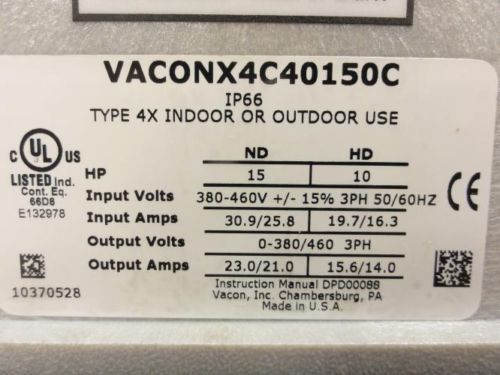 VACONX4C40150C
IP66
TYPE 4X INDOOR OR OUTDOOR USE
C UL US
LISTED Ind.
Cont. Eq.
66D6
E132978
ND HD
HP 15 10
Input Volts 380-460V +/- 15% 3PH 50/60HZ
Input Amps 30.9/25.8 19.7/16.3
Output Volts 0-380/460 3PH
Output Amps 23.0/21.0 15.6/14.0
CE
10370528
Instruction Manual DPD00088
Vacon, Inc. Chambersburg, PA
Made in U.S.A.